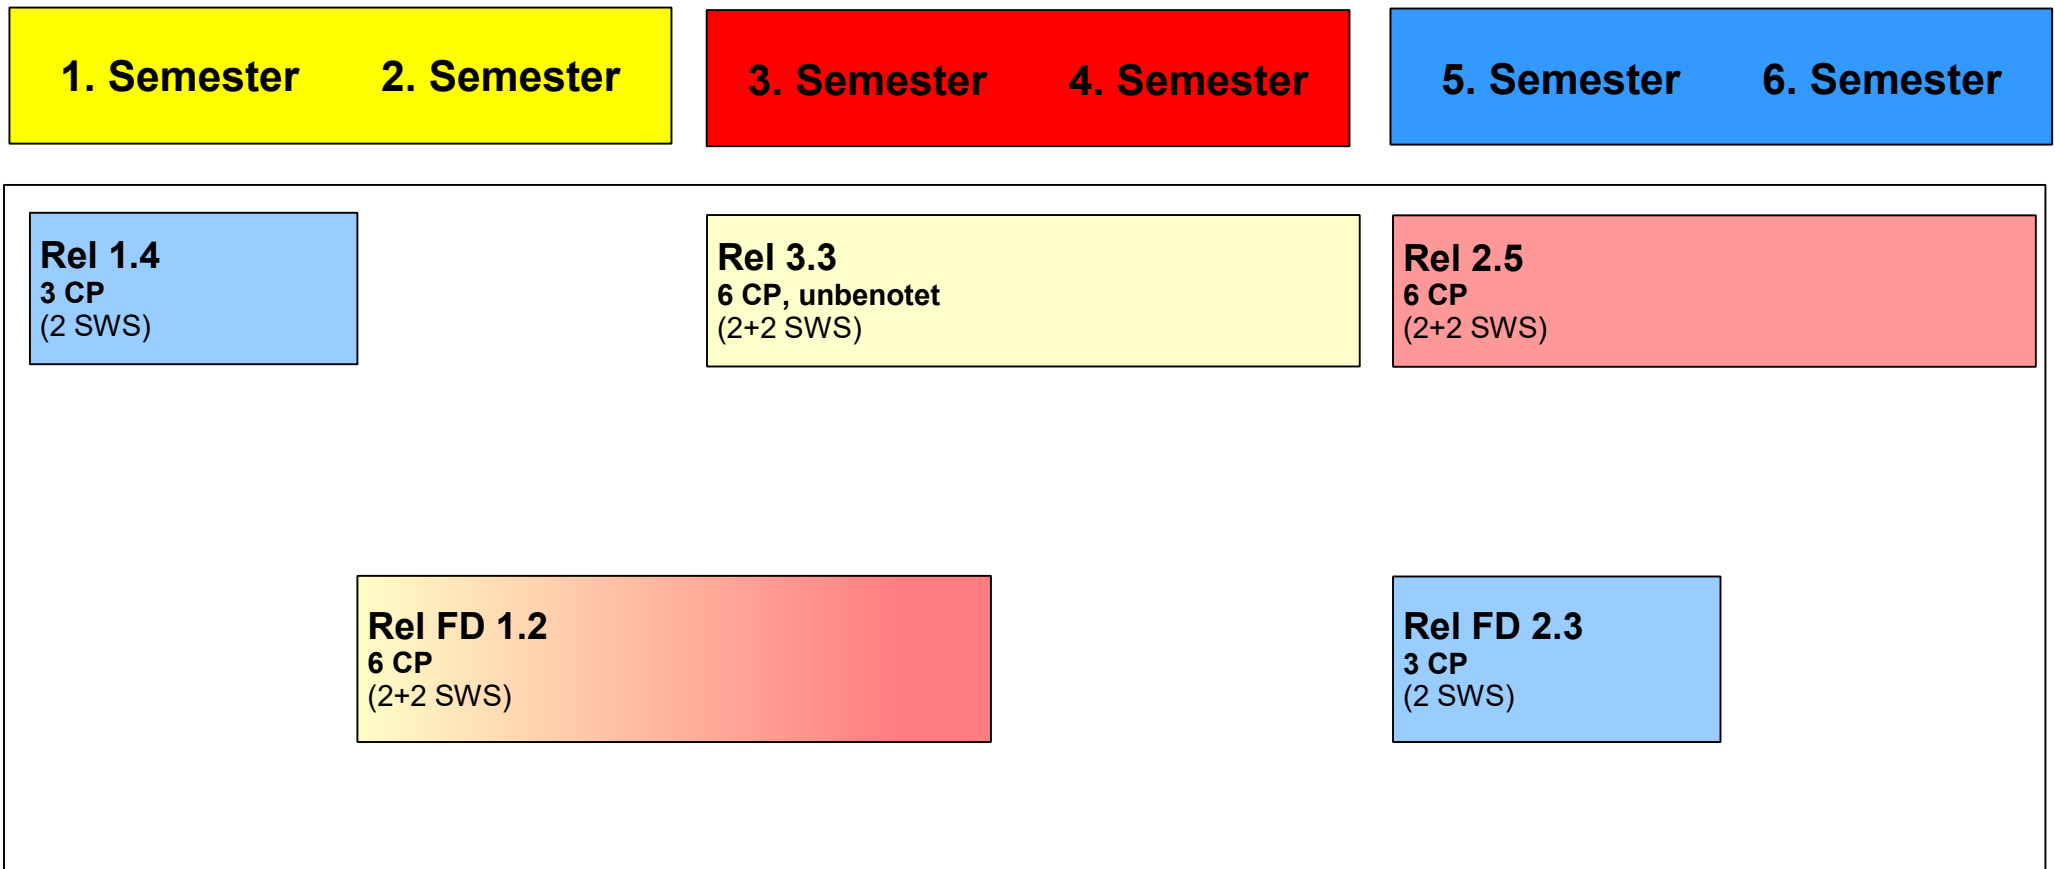 1. Semester 2. Semester
3. Semester 4. Semester
5. Semester 6. Semester
Rel 1.4
3 CP
(2 SWS)
Rel 3.3
6 CP, unbenotet
(2+2 SWS)
Rel 2.5
6 CP
(2+2 SWS)
Rel FD 1.2
6 CP
(2+2 SWS)
Rel FD 2.3
3 CP
(2 SWS)